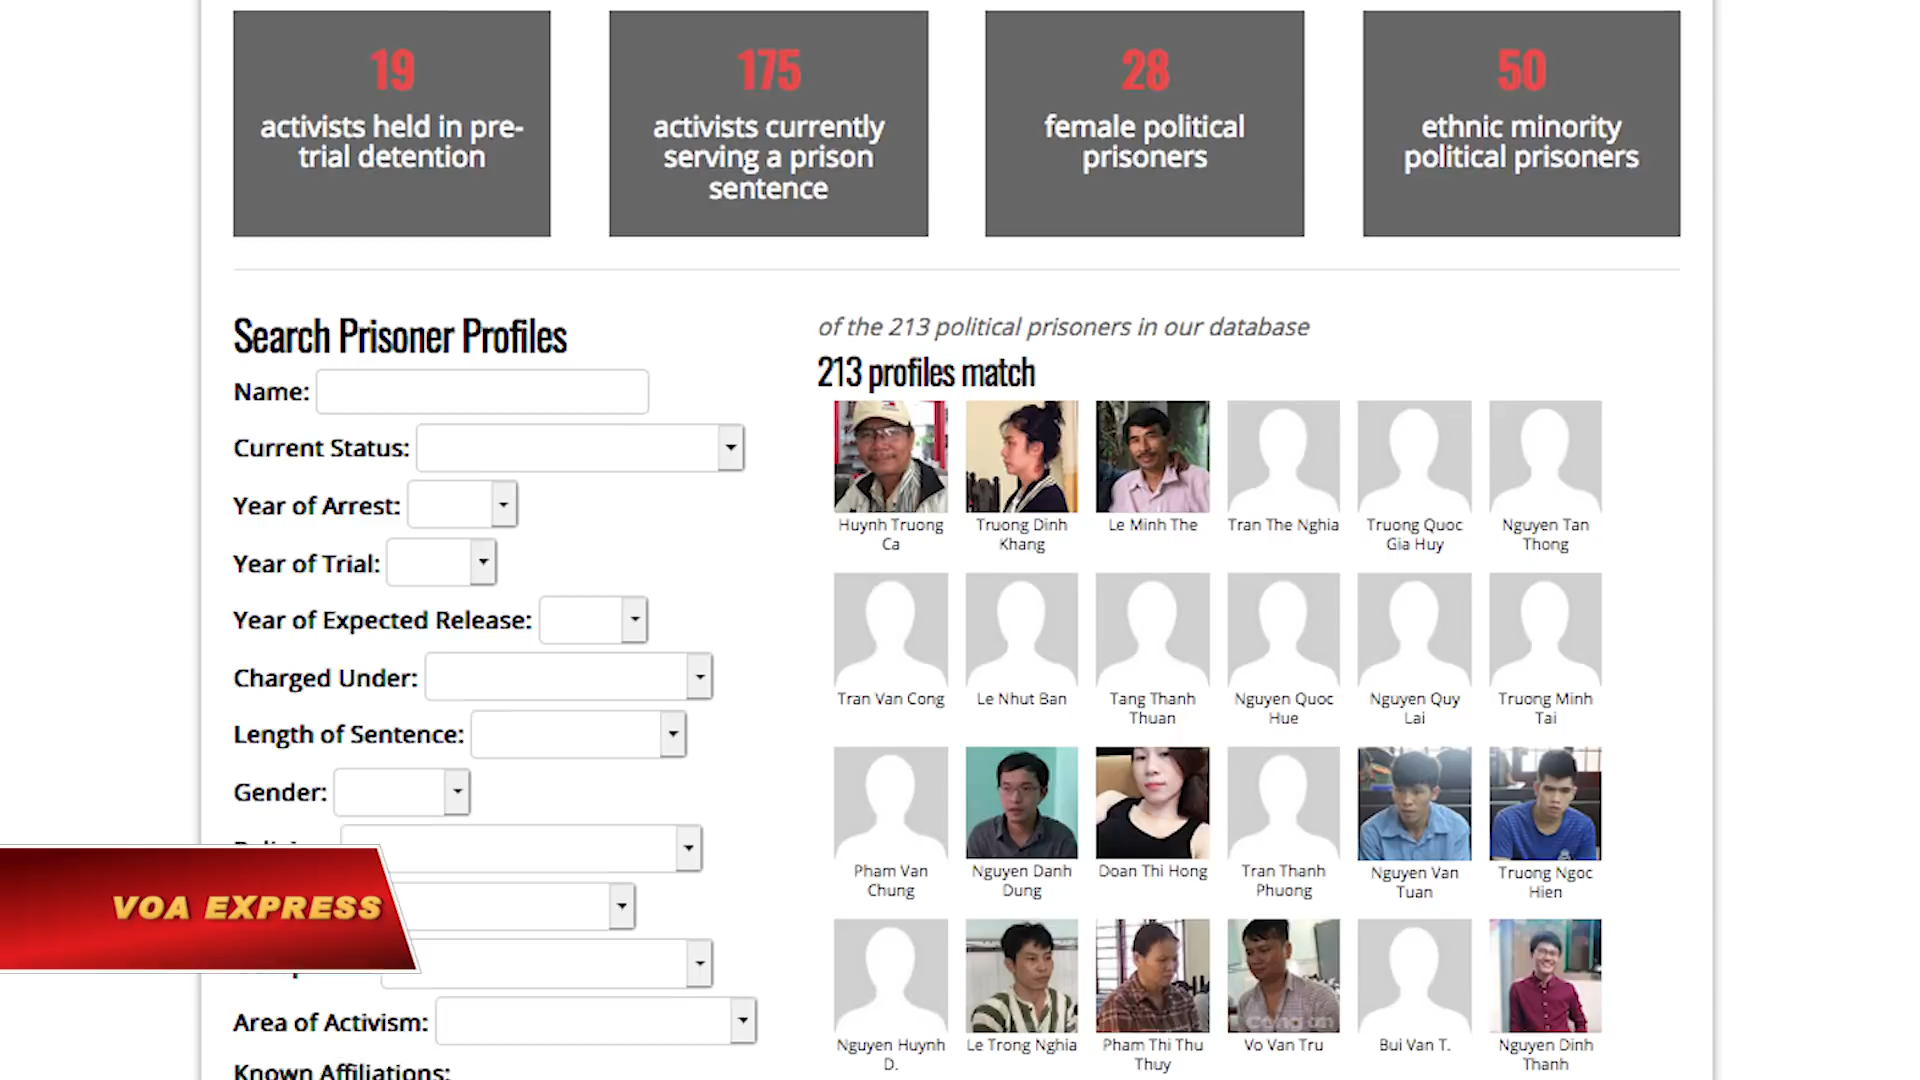 19
activists held in pre-
trial detention
175
activists currently
serving a prison
sentence
28
female political
prisoners
50
ethnic minority
political prisoners
Search Prisoner Profiles
Name:
Current Status:
Year of Arrest:
Year of Trial:
Year of Expected Release:
Charged Under:
Length of Sentence:
Gender:
VOA EXPRESS
Area of Activism:
Known Affiliations:
of the 213 political prisoners in our database
213 profiles match
Huynh Truong
Ca
Truong Dinh
Khang
Le Minh The
Tran The Nghia
Truong Quoc
Gia Huy
Nguyen Tan
Thong
Tran Van Cong
Le Nhut Ban
Tang Thanh
Thuan
Nguyen Quoc
Hue
Nguyen Quy
Lai
Truong Minh
Tai
Pham Van
Chung
Nguyen Danh
Dung
Doan Thi Hong
Tran Thanh
Phuong
Nguyen Van
Tuan
Truong Ngoc
Hien
Nguyen Huynh
D.
Le Trong Nghia
Pham Thi Thu
Thuy
Vo Van Tru
Bui Van T.
Nguyen Dinh
Thanh